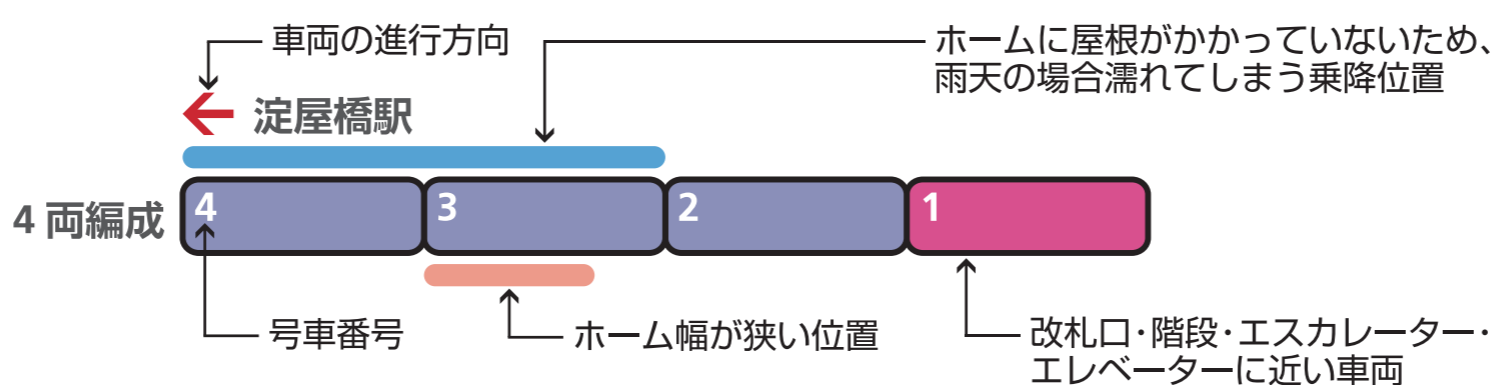 車両の進行方向
ホームに屋根がかかっていないため、
雨天の場合濡れてしまう乗降位置
淀屋橋駅
4両編成
4
3
2
1
号車番号
ホーム幅が狭い位置
改札口・階段・エスカレーター・
エレベーターに近い車両